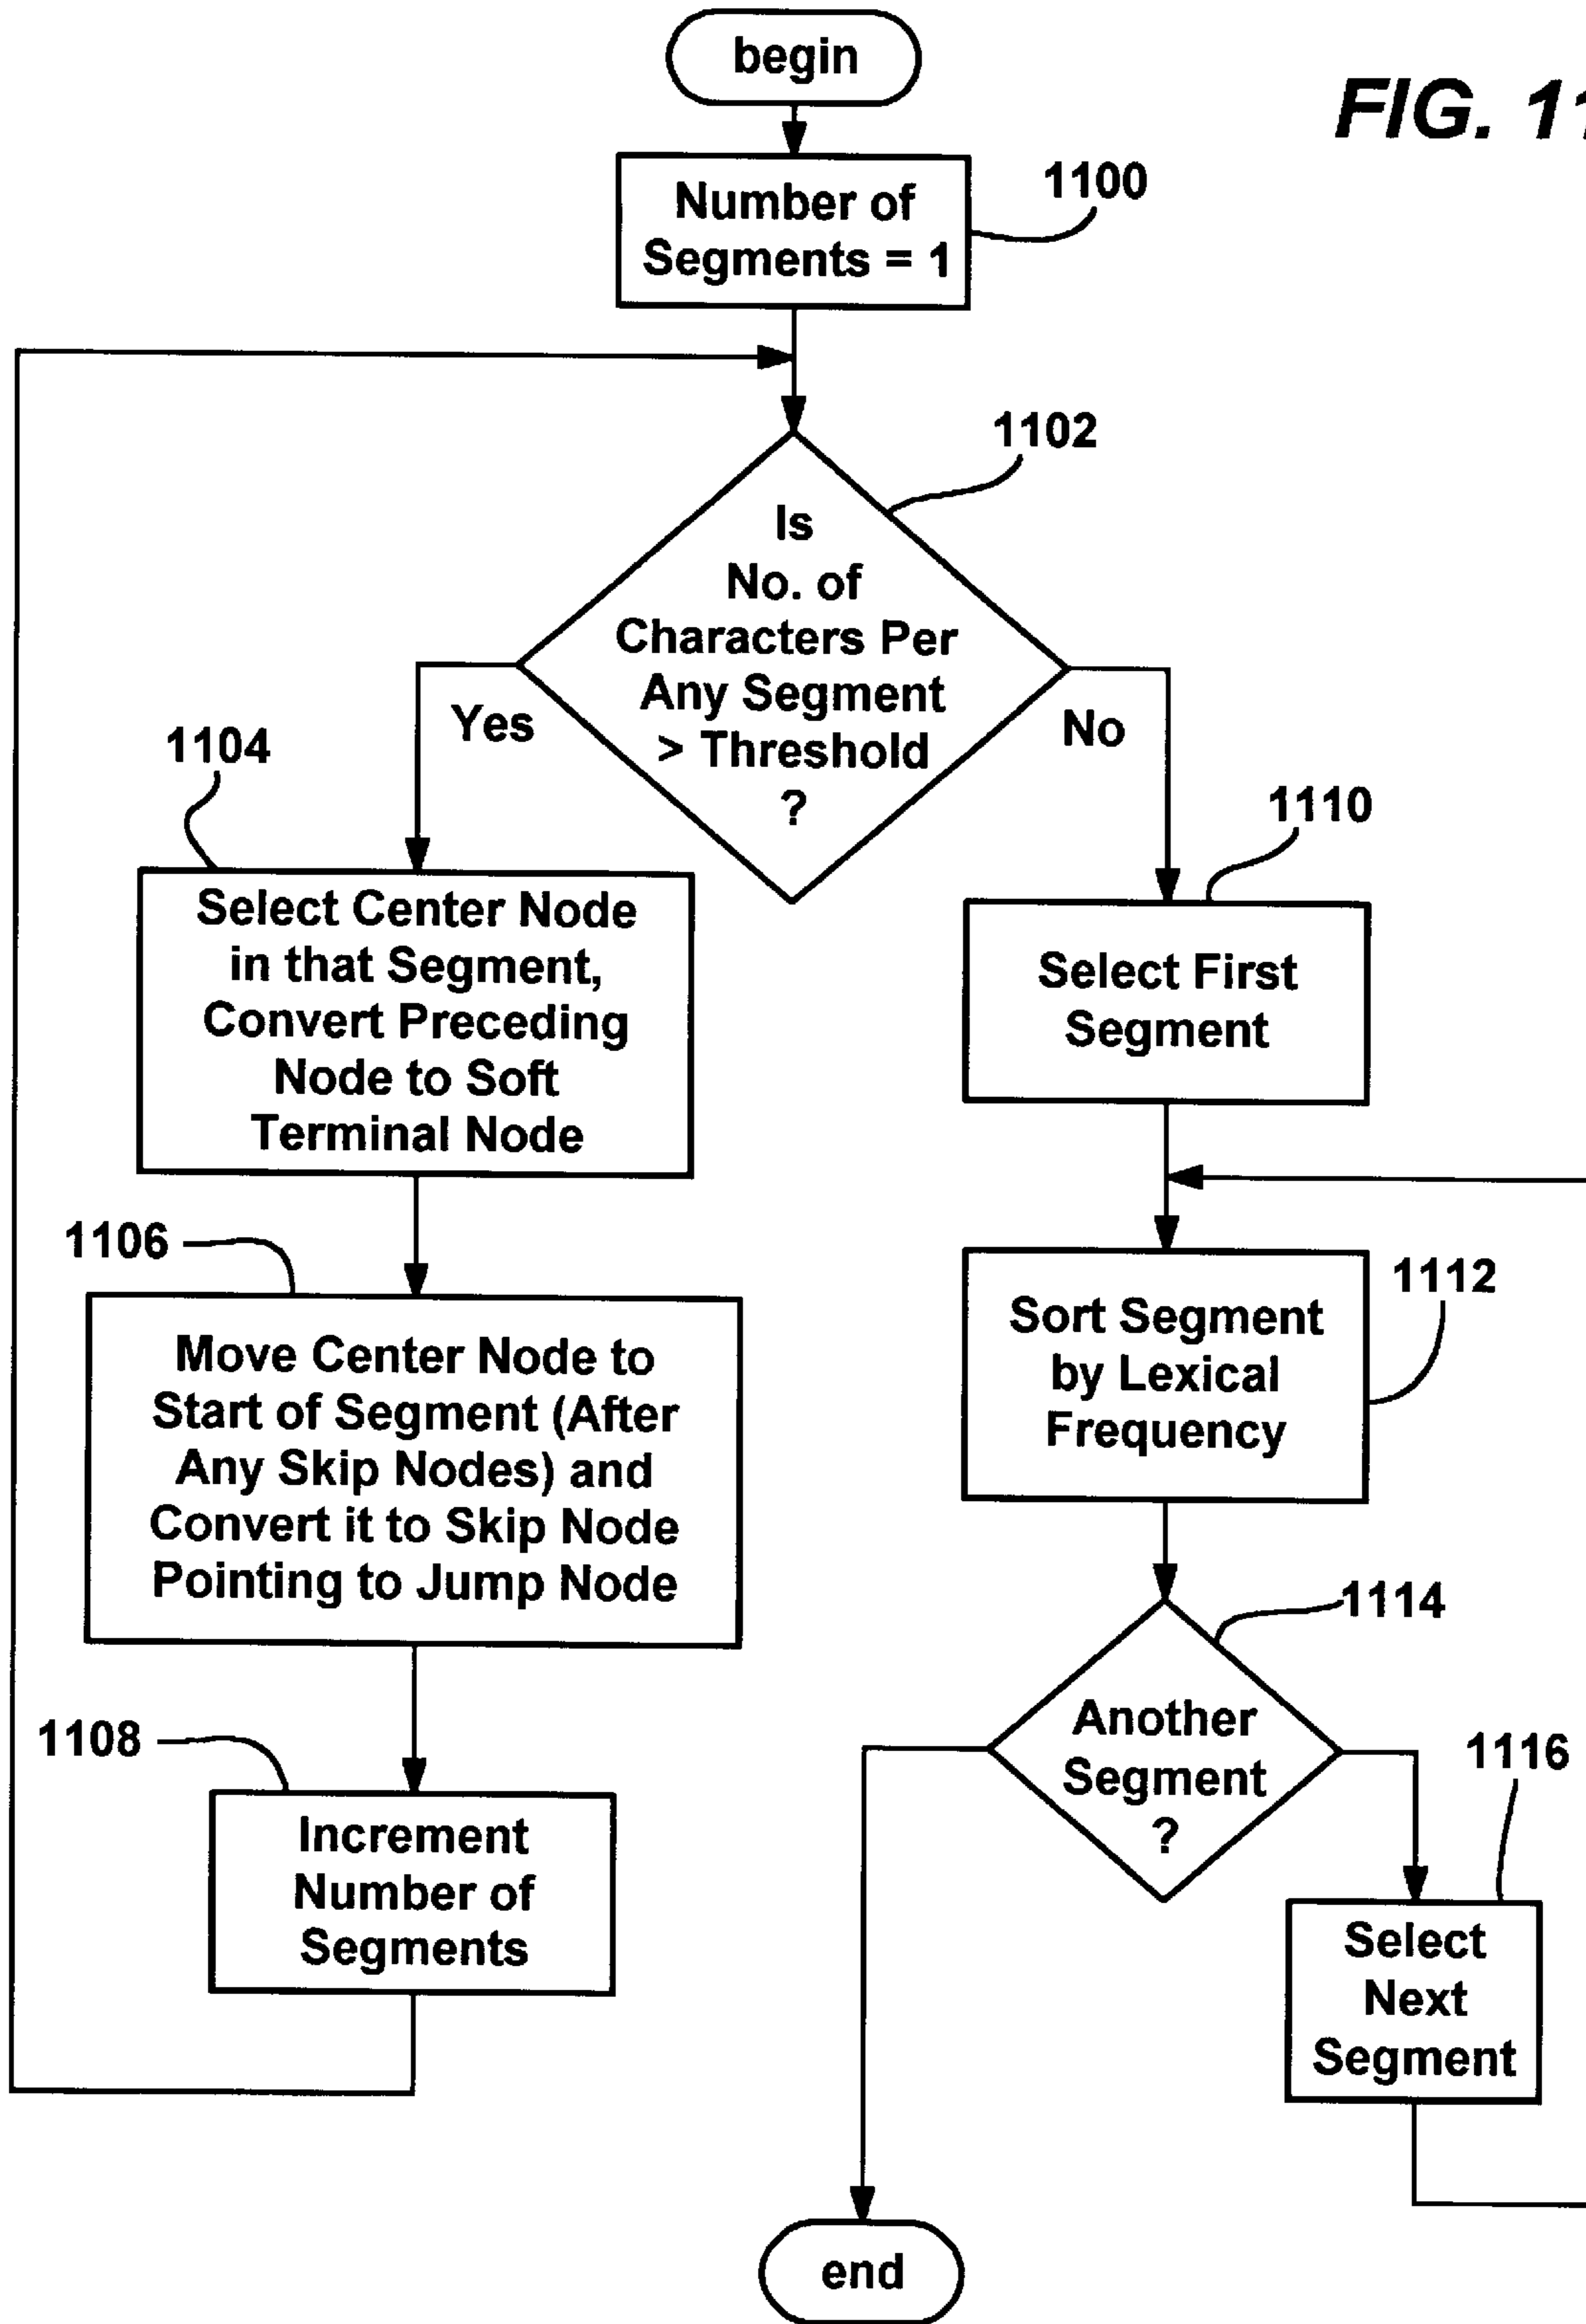 begin
FIG. 11
Number of
Segments = 1
1100
1102
Is
No. of
Characters Per
Any Segment
> Threshold
?
Yes
No
1104
Select Center Node
in that Segment,
Convert Preceding
Node to Soft
Terminal Node
1110
Select First
Segment
1106
Move Center Node to
Start of Segment (After
Any Skip Nodes) and
Convert it to Skip Node
Pointing to Jump Node
1112
Sort Segment
by Lexical
Frequency
1114
Another
Segment
?
1108
Increment
Number of
Segments
1116
Select
Next
Segment
end